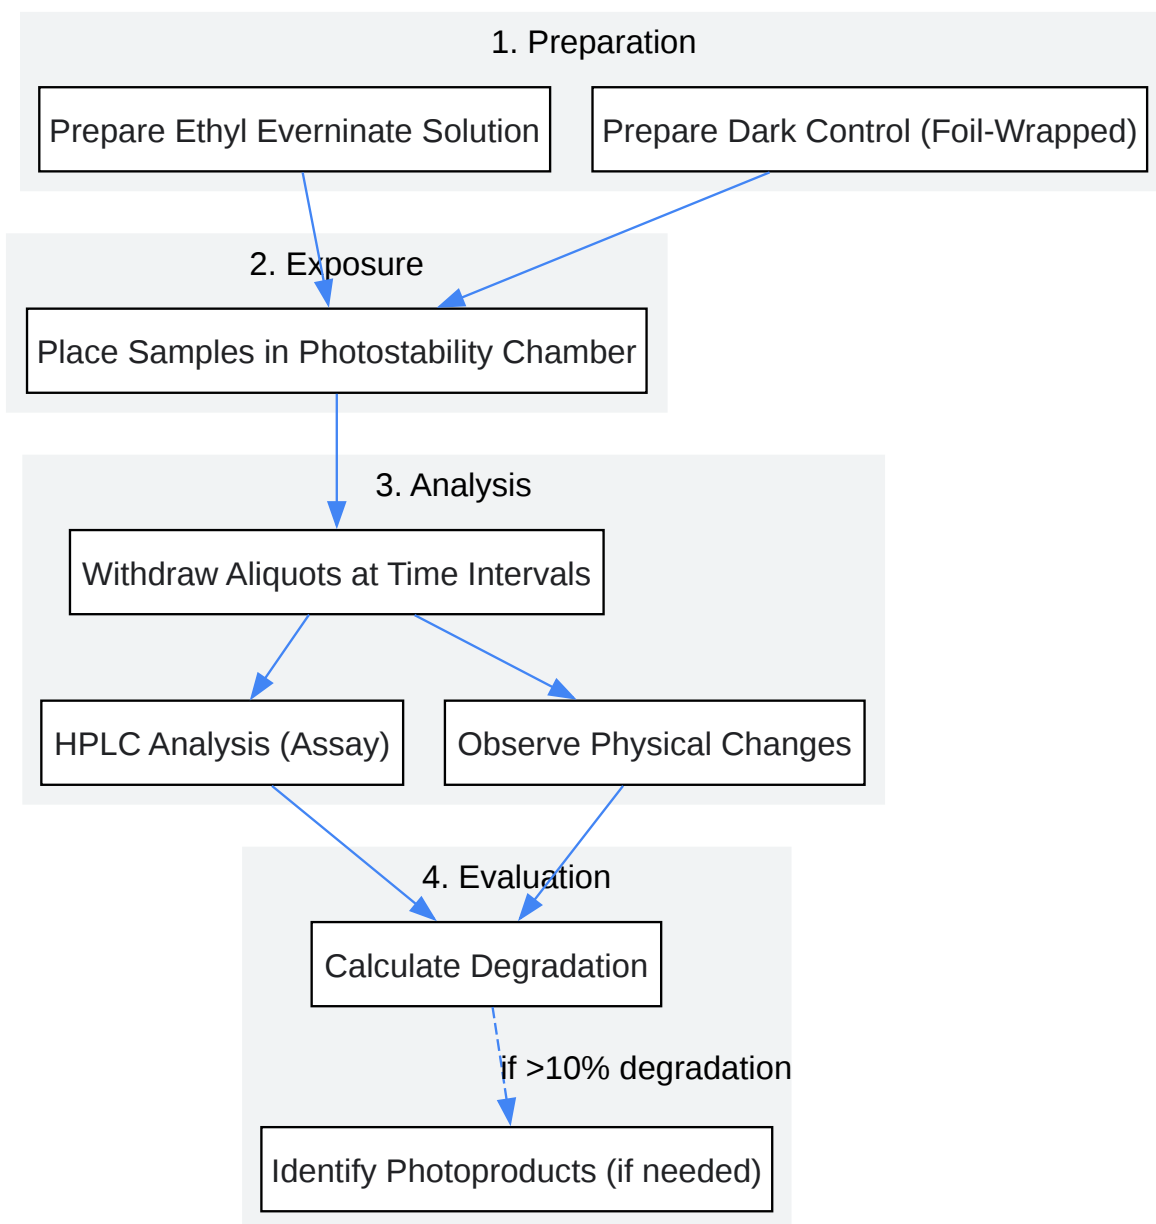 1. Preparation
Prepare Ethyl Everninate Solution
Prepare Dark Control (Foil-Wrapped)
2. Exposure
Place Samples in Photostability Chamber
3. Analysis
Withdraw Aliquots at Time Intervals
HPLC Analysis (Assay)
Observe Physical Changes
4. Evaluation
Calculate Degradation
if >10% degradation
Identify Photoproducts (if needed)